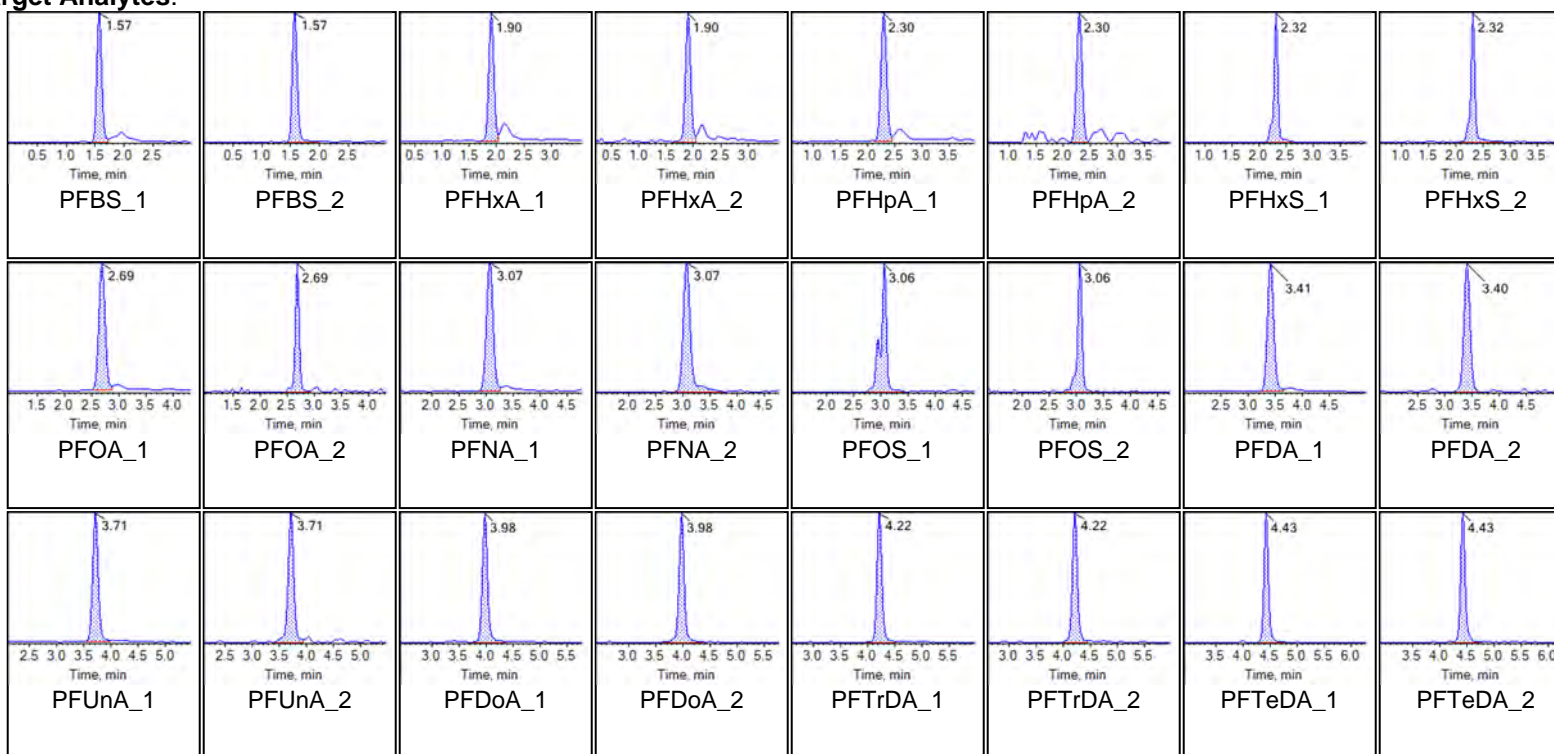 rget Analytes:
1.57 1.57 1.90 1.90 2.30 2.30 2.32 2.32
0.5 1.0 1.5 2.0 2.5 0.5 1.0 1.5 2.0 2.5 0.5 1.0 1.5 2.0 2.5 3.0 0.5 1.0 1.5 2.0 2.5 3.0 1.0 1.5 2.0 2.5 3.0 3.5 1.0 1.5 2.0 2.5 3.0 3.5 1.0 1.5 2.0 2.5 3.0 3.5 1.0 1.5 2.0 2.5 3.0 3.5
Time, min Time, min Time, min Time, min Time, min Time, min Time, min Time, min
PFBS_1 PFBS_2 PFHxA_1 PFHxA_2 PFHpA_1 PFHpA_2 PFHxS_1 PFHxS_2
2.69 2.69 3.07 3.07 3.06 3.06 3.41 3.40
1.5 2.0 2.5 3.0 3.5 4.0 1.5 2.0 2.5 3.0 3.5 4.0 2.0 2.5 3.0 3.5 4.0 4.5 2.0 2.5 3.0 3.5 4.0 4.5 2.0 2.5 3.0 3.5 4.0 4.5 2.0 2.5 3.0 3.5 4.0 4.5 2.5 3.0 3.5 4.0 4.5 2.5 3.0 3.5 4.0 4.5 5.0
Time, min Time, min Time, min Time, min Time, min Time, min Time, min Time, min
PFOA_1 PFOA_2 PFNA_1 PFNA_2 PFOS_1 PFOS_2 PFDA_1 PFDA_2
3.71 3.71 3.98 3.98 4.22 4.22 4.43 4.43
2.5 3.0 3.5 4.0 4.5 5.0 2.5 3.0 3.5 4.0 4.5 5.0 3.0 3.5 4.0 4.5 5.0 5.5 3.0 3.5 4.0 4.5 5.0 5.5 3.0 3.5 4.0 4.5 5.0 5.5 3.0 3.5 4.0 4.5 5.0 5.5 3.5 4.0 4.5 5.0 5.5 6.0 3.5 4.0 4.5 5.0 5.5 6.0
Time, min Time, min Time, min Time, min Time, min Time, min Time, min Time, min
PFUnA_1 PFUnA_2 PFDoA_1 PFDoA_2 PFTrDA_1 PFTrDA_2 PFTeDA_1 PFTeDA_2